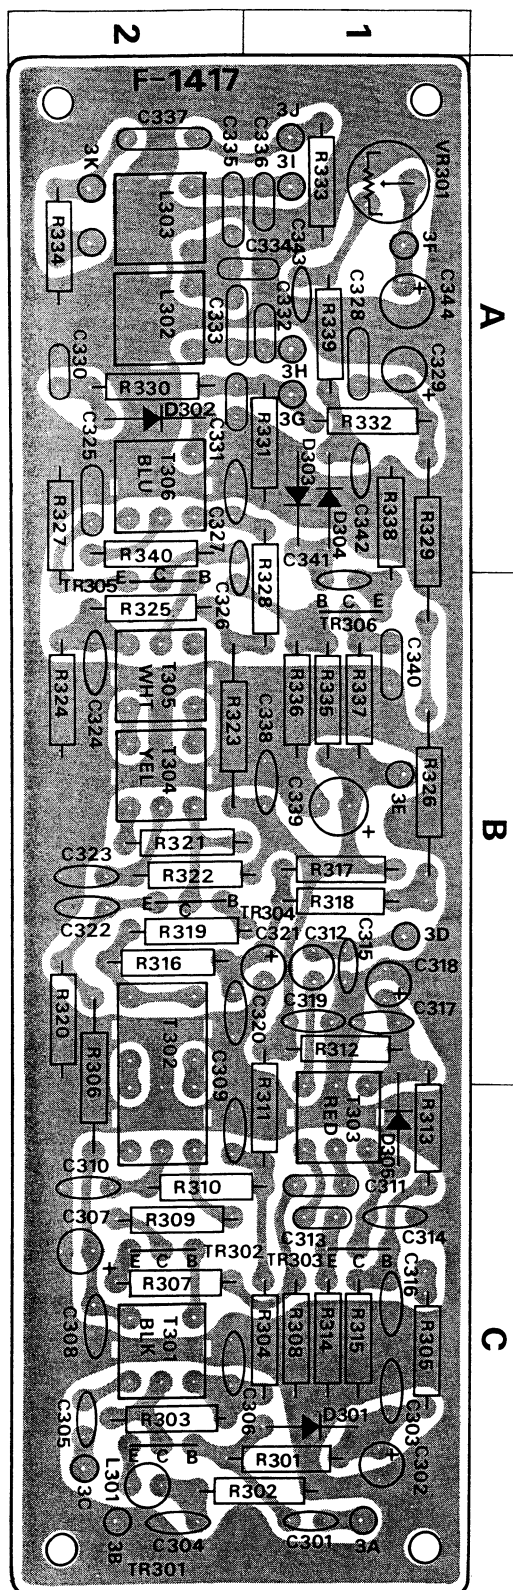 2 1
F-1417
C337
3J
3K
C335
C336
3I
R333
VR301
L303
R334
3F
C334
C343
C344
A
L302
C333
C332
R339
C328
C330
3H
C329
R330
D302
3G
R332
C325
C331
R331
D303
T306
BLU
R327
C327
D304
C342
R338
R329
R340
C341
R328
TR305
E C B
C326
B C E
R325
TR306
C340
R324
C324
T305
WHT
R323
R336
R335
R337
C338
T304
YEL
R326
3E
C339
B
R321
C323
R322
R317
E C B
R318
C322
TR304
R319
C321
C312
C315
3D
R316
C318
C317
R320
C320
C319
T302
R306
R312
C309
R311
T303
RED
D305
R313
C310
R310
C311
C307
R309
C313
C314
TR302
TR303
E C B
E C B
C316
R307
C308
T301
BLK
R304
R308
R314
R315
R305
C
C305
R303
C306
D301
C303
C302
E C B
R301
3C
L301
R302
3B
C304
C301
3A
TR301